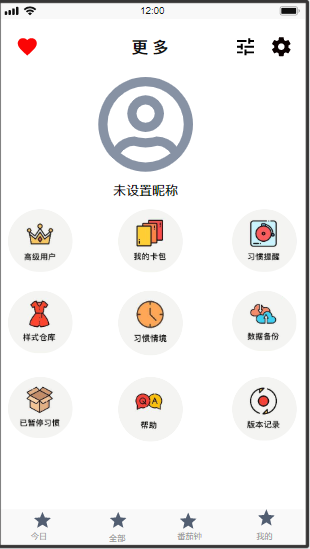 12:00
更 多
未设置昵称
高级用户 我的卡包 习惯提醒
样式仓库 习惯情境 数据备份
Q A
已暂停习惯 帮助 版本记录
今日 全部 番茄钟 我的